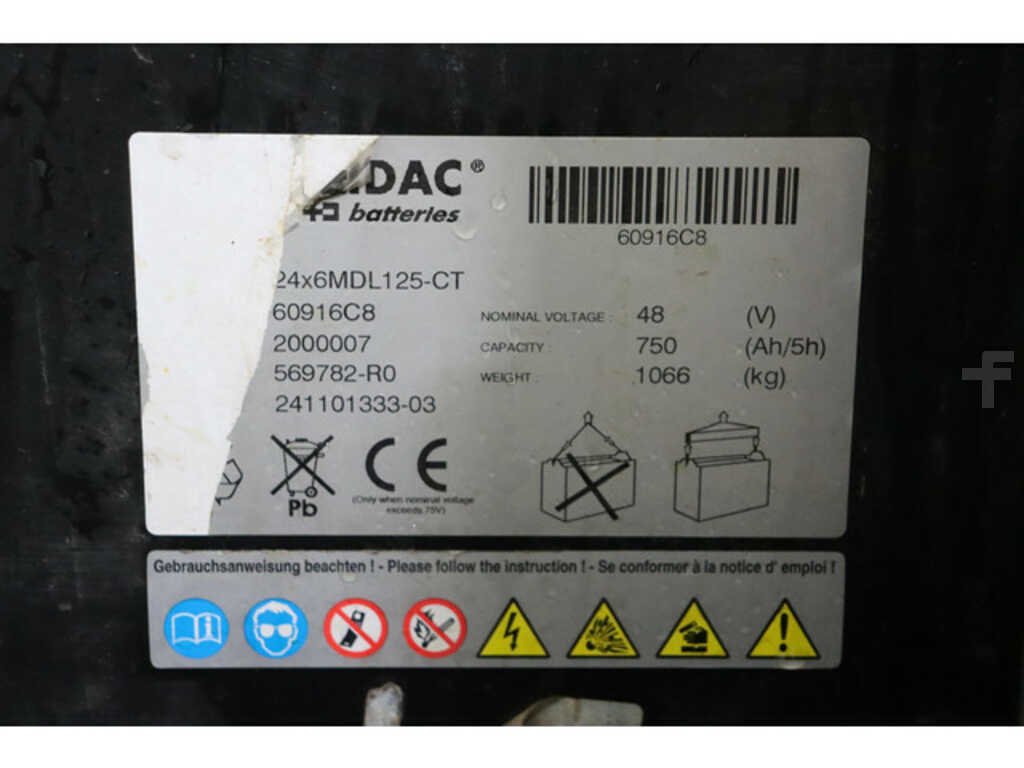 DAC®
batteries
60916C8
24x6MDL125-CT
60916C8
NOMINAL VOLTAGE : 48 (V)
2000007
CAPACITY : 750 (Ah/5h)
569782-R0
WEIGHT : 1066 (kg)
241101333-03
Pb
CE
(Only when nominal voltage
exceeds 75V)
Gebrauchsanweisung beachten ! - Please follow the instruction ! - Se conformer à la notice d' emploi !
f